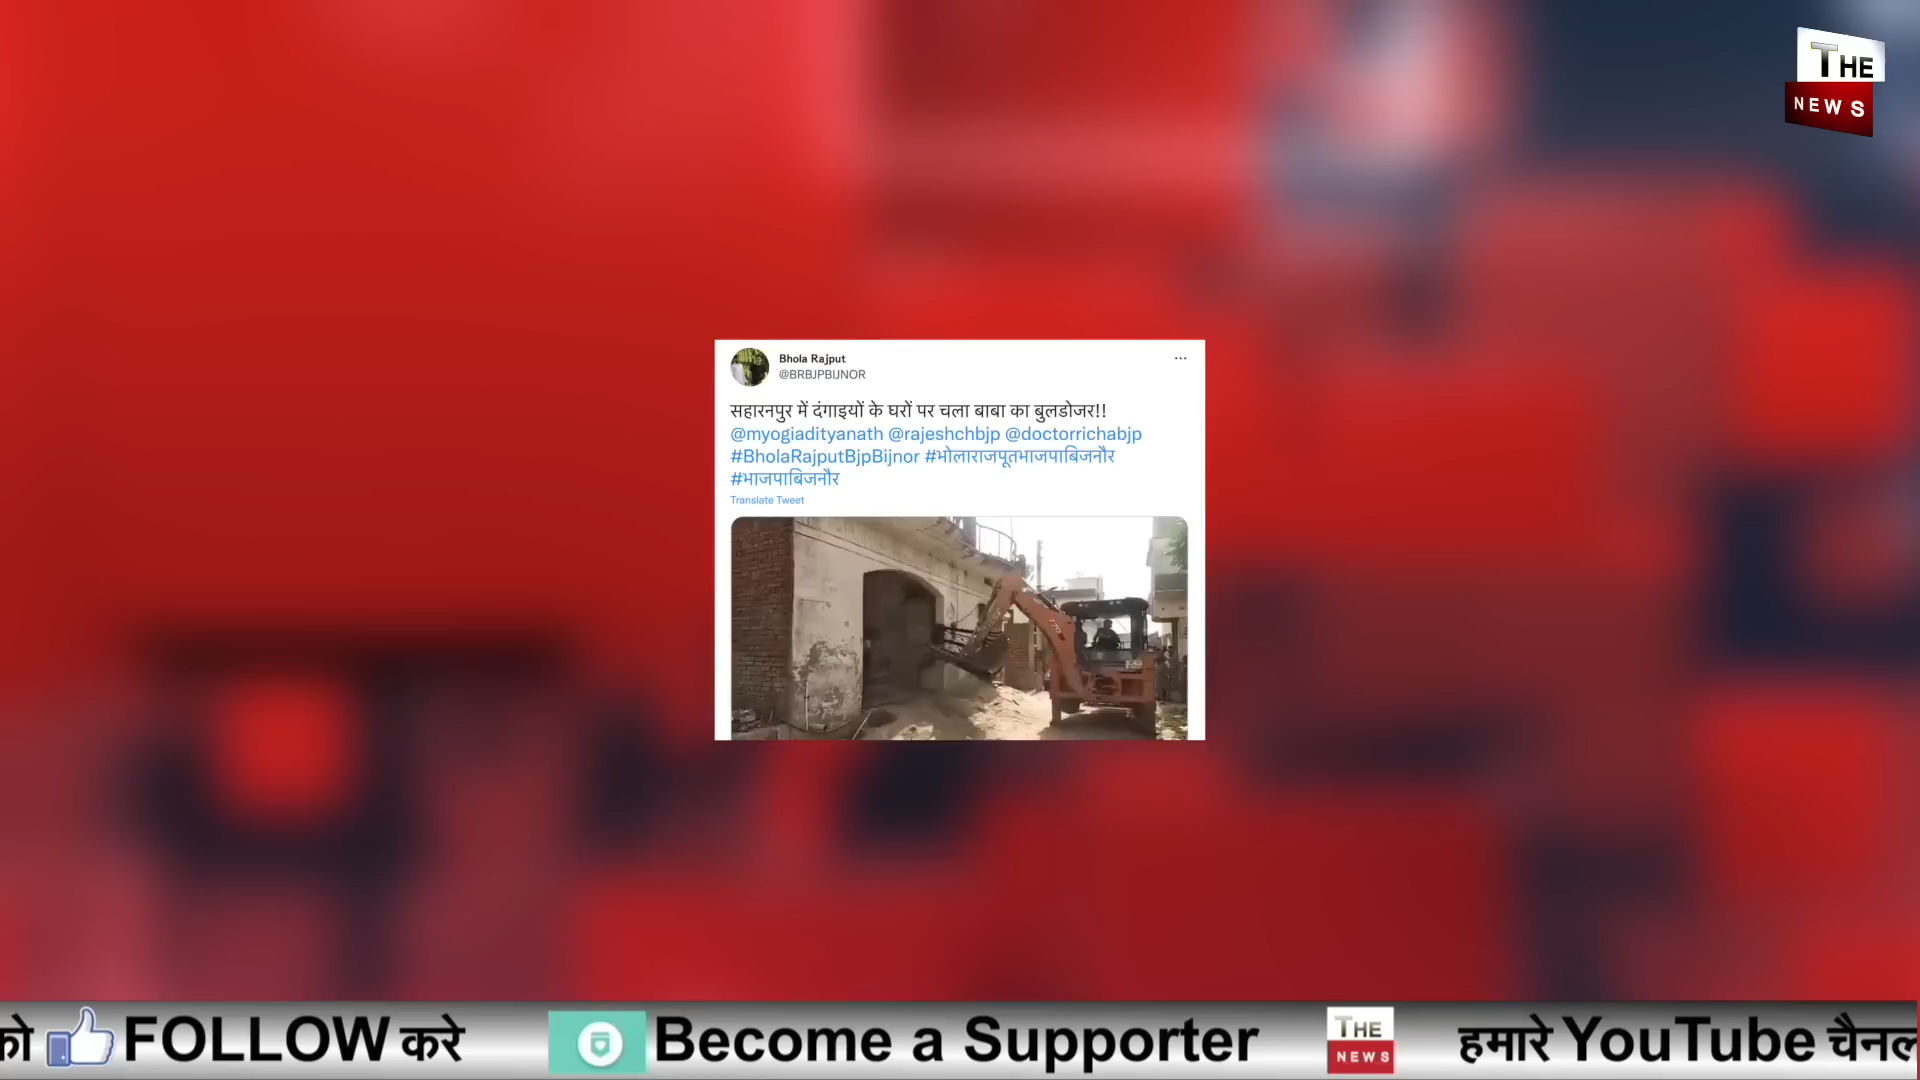 THE
NEWS
Bhola Rajput
@BRBJPBIJNOR
सहारनपुर में दंगाइयों के घरों पर चला बाबा का बुलडोजर!!
@myogiadityanath @rajeshchbjp @doctorrichabjp
#BholaRajputBjpBijnor #भोलाराजपूतभाजपाबिजनौर
#भाजपाबिजनौर
Translate Tweet
को FOLLOW करे Become a Supporter THE NEWS हमारे YouTube चैनल